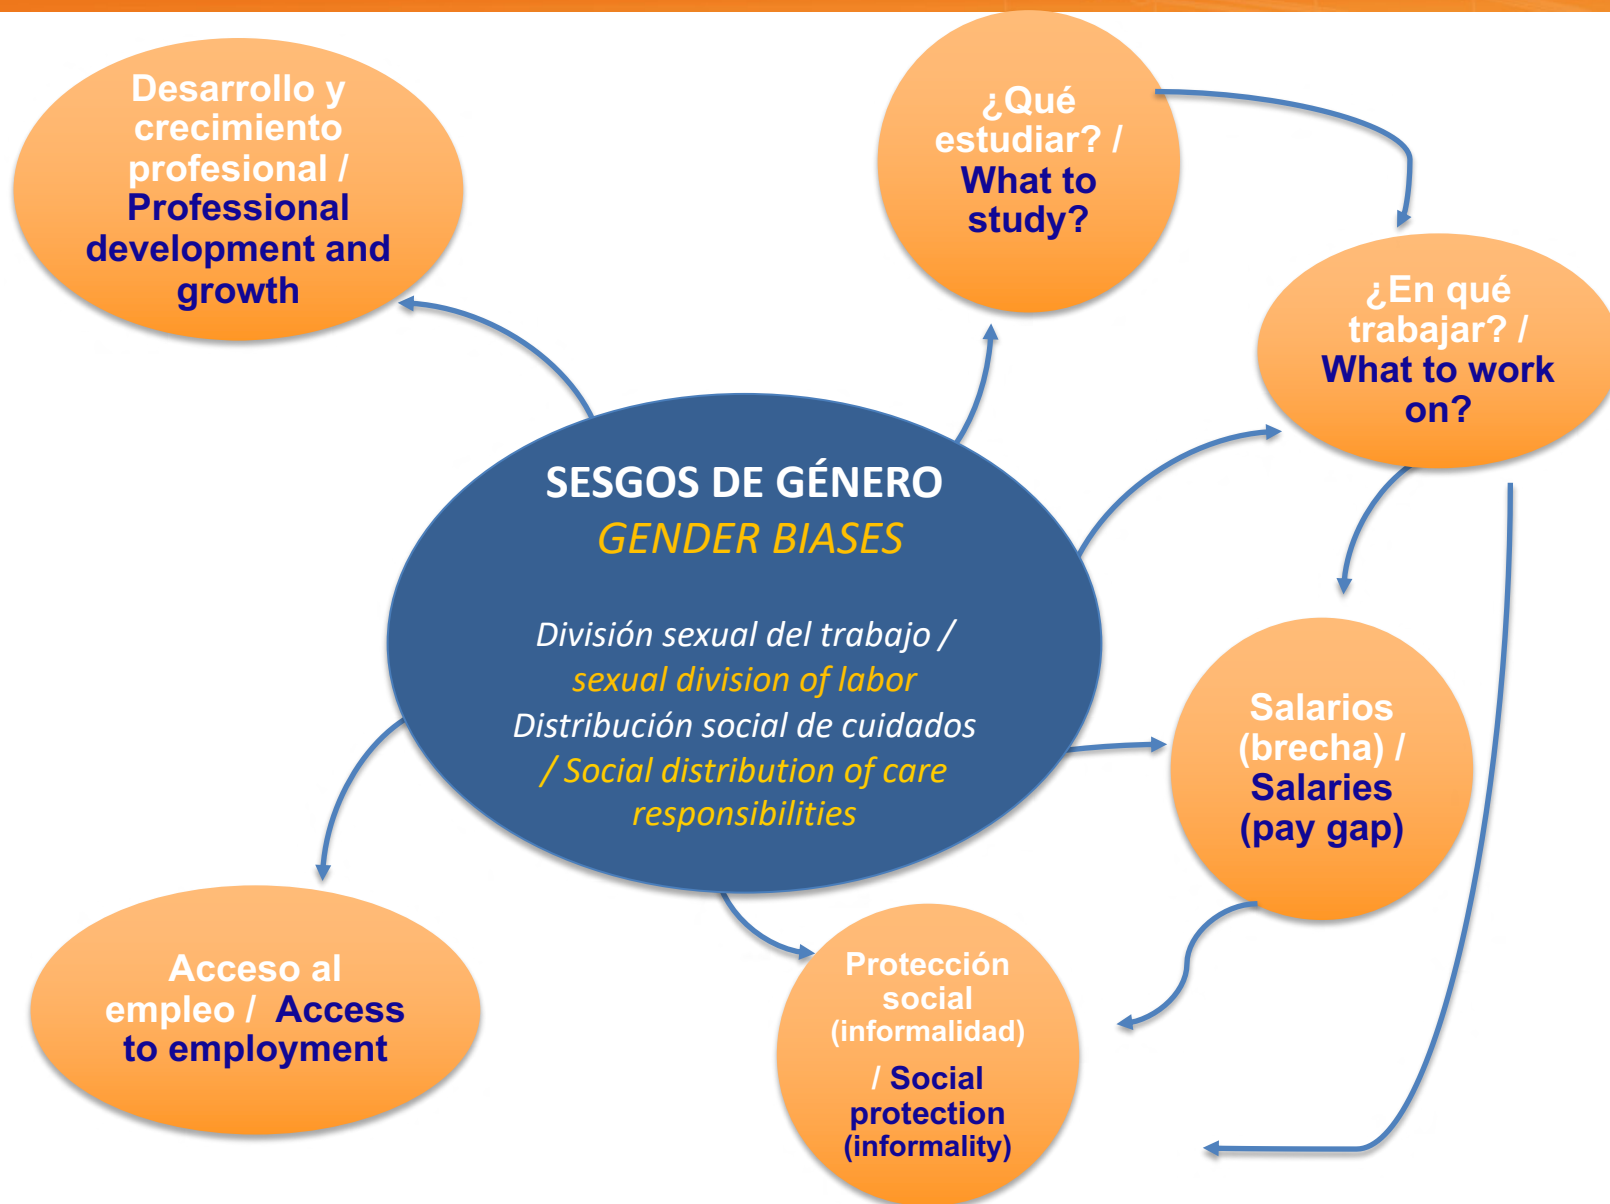 Desarrollo y
crecimiento
profesional /
Professional
development and
growth
¿Qué
estudiar? /
What to
study?
¿En qué
trabajar? /
What to work
on?
SESGOS DE GÉNERO
GENDER BIASES
División sexual del trabajo /
sexual division of labor
Distribución social de cuidados
/ Social distribution of care
responsibilities
Salarios
(brecha) /
Salaries
(pay gap)
Acceso al
empleo / Access
to employment
Protección
social
(informalidad)
/ Social
protection
(informality)